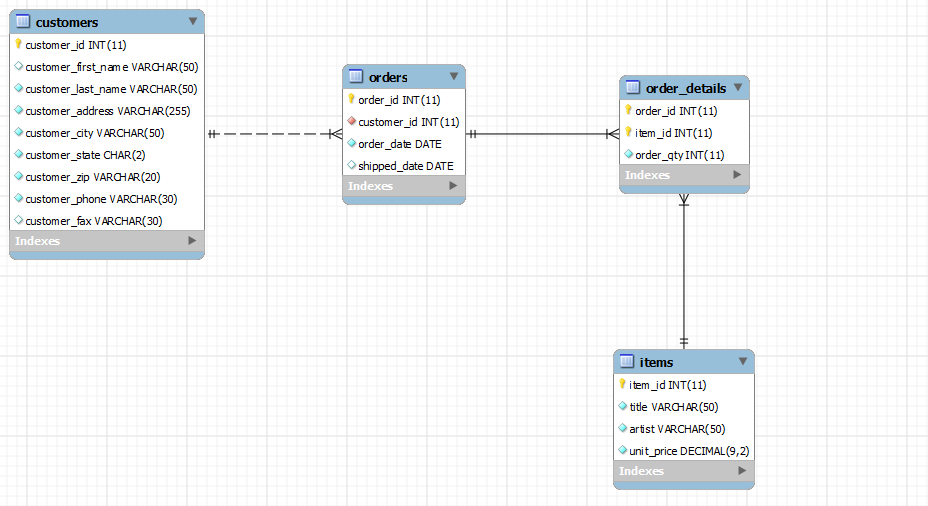 customers
customer_id INT(11)
customer_first_name VARCHAR(50)
customer_last_name VARCHAR(50)
customer_address VARCHAR(255)
customer_city VARCHAR(50)
customer_state CHAR(2)
customer_zip VARCHAR(20)
customer_phone VARCHAR(30)
customer_fax VARCHAR(30)
Indexes
orders
order_id INT(11)
customer_id INT(11)
order_date DATE
shipped_date DATE
Indexes
order_details
order_id INT(11)
item_id INT(11)
order_qty INT(11)
Indexes
items
item_id INT(11)
title VARCHAR(50)
artist VARCHAR(50)
unit_price DECIMAL(9,2)
Indexes